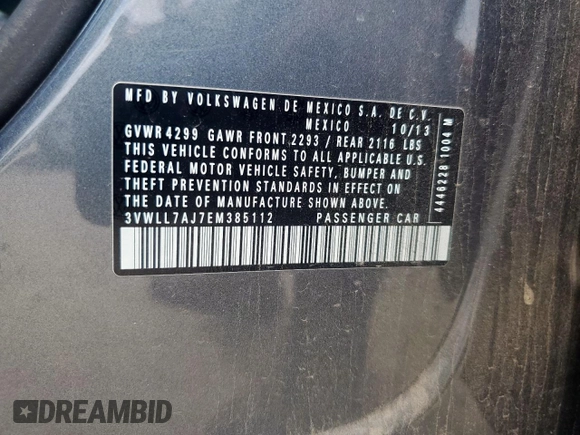 MFD BY VOLKSWAGEN DE MEXICO S.A. DE C.V.
MEXICO 10/13
GVWR 4299 GAWR FRONT 2293 / REAR 2116 LBS
THIS VEHICLE CONFORMS TO ALL APPLICABLE U.S.
FEDERAL MOTOR VEHICLE SAFETY, BUMPER AND
THEFT PREVENTION STANDARDS IN EFFECT ON
THE DATE OF MANUFACTURE SHOWN ABOVE.
3VWLL7AJ7EM385112 PASSENGER CAR
4446228 1004 M
DREAMBID